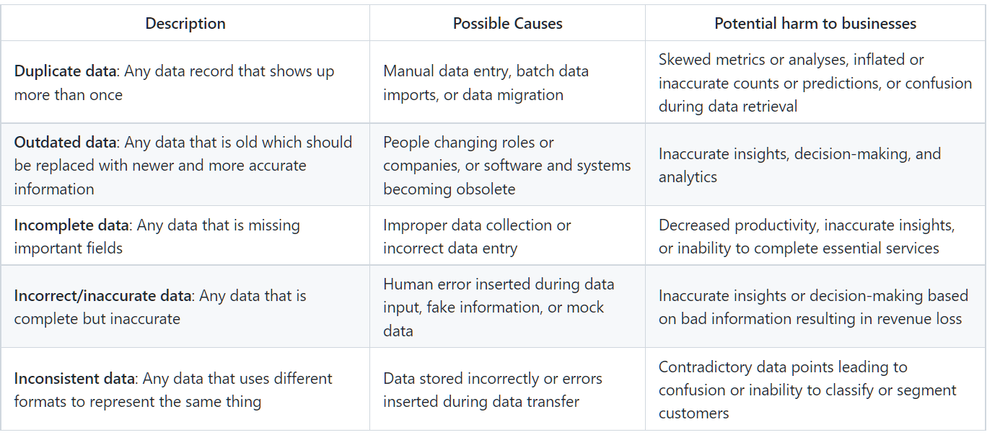 Description
Possible Causes
Potential harm to businesses
Duplicate data: Any data record that shows up
more than once
Manual data entry, batch data
imports, or data migration
Skewed metrics or analyses, inflated or
inaccurate counts or predictions, or confusion
during data retrieval
Outdated data: Any data that is old which should
be replaced with newer and more accurate
information
People changing roles or
companies, or software and systems
becoming obsolete
Inaccurate insights, decision-making, and
analytics
Incomplete data: Any data that is missing
important fields
Improper data collection or
incorrect data entry
Decreased productivity, inaccurate insights,
or inability to complete essential services
Incorrect/inaccurate data: Any data that is
complete but inaccurate
Human error inserted during data
input, fake information, or mock
data
Inaccurate insights or decision-making based
on bad information resulting in revenue loss
Inconsistent data: Any data that uses different
formats to represent the same thing
Data stored incorrectly or errors
inserted during data transfer
Contradictory data points leading to
confusion or inability to classify or segment
customers